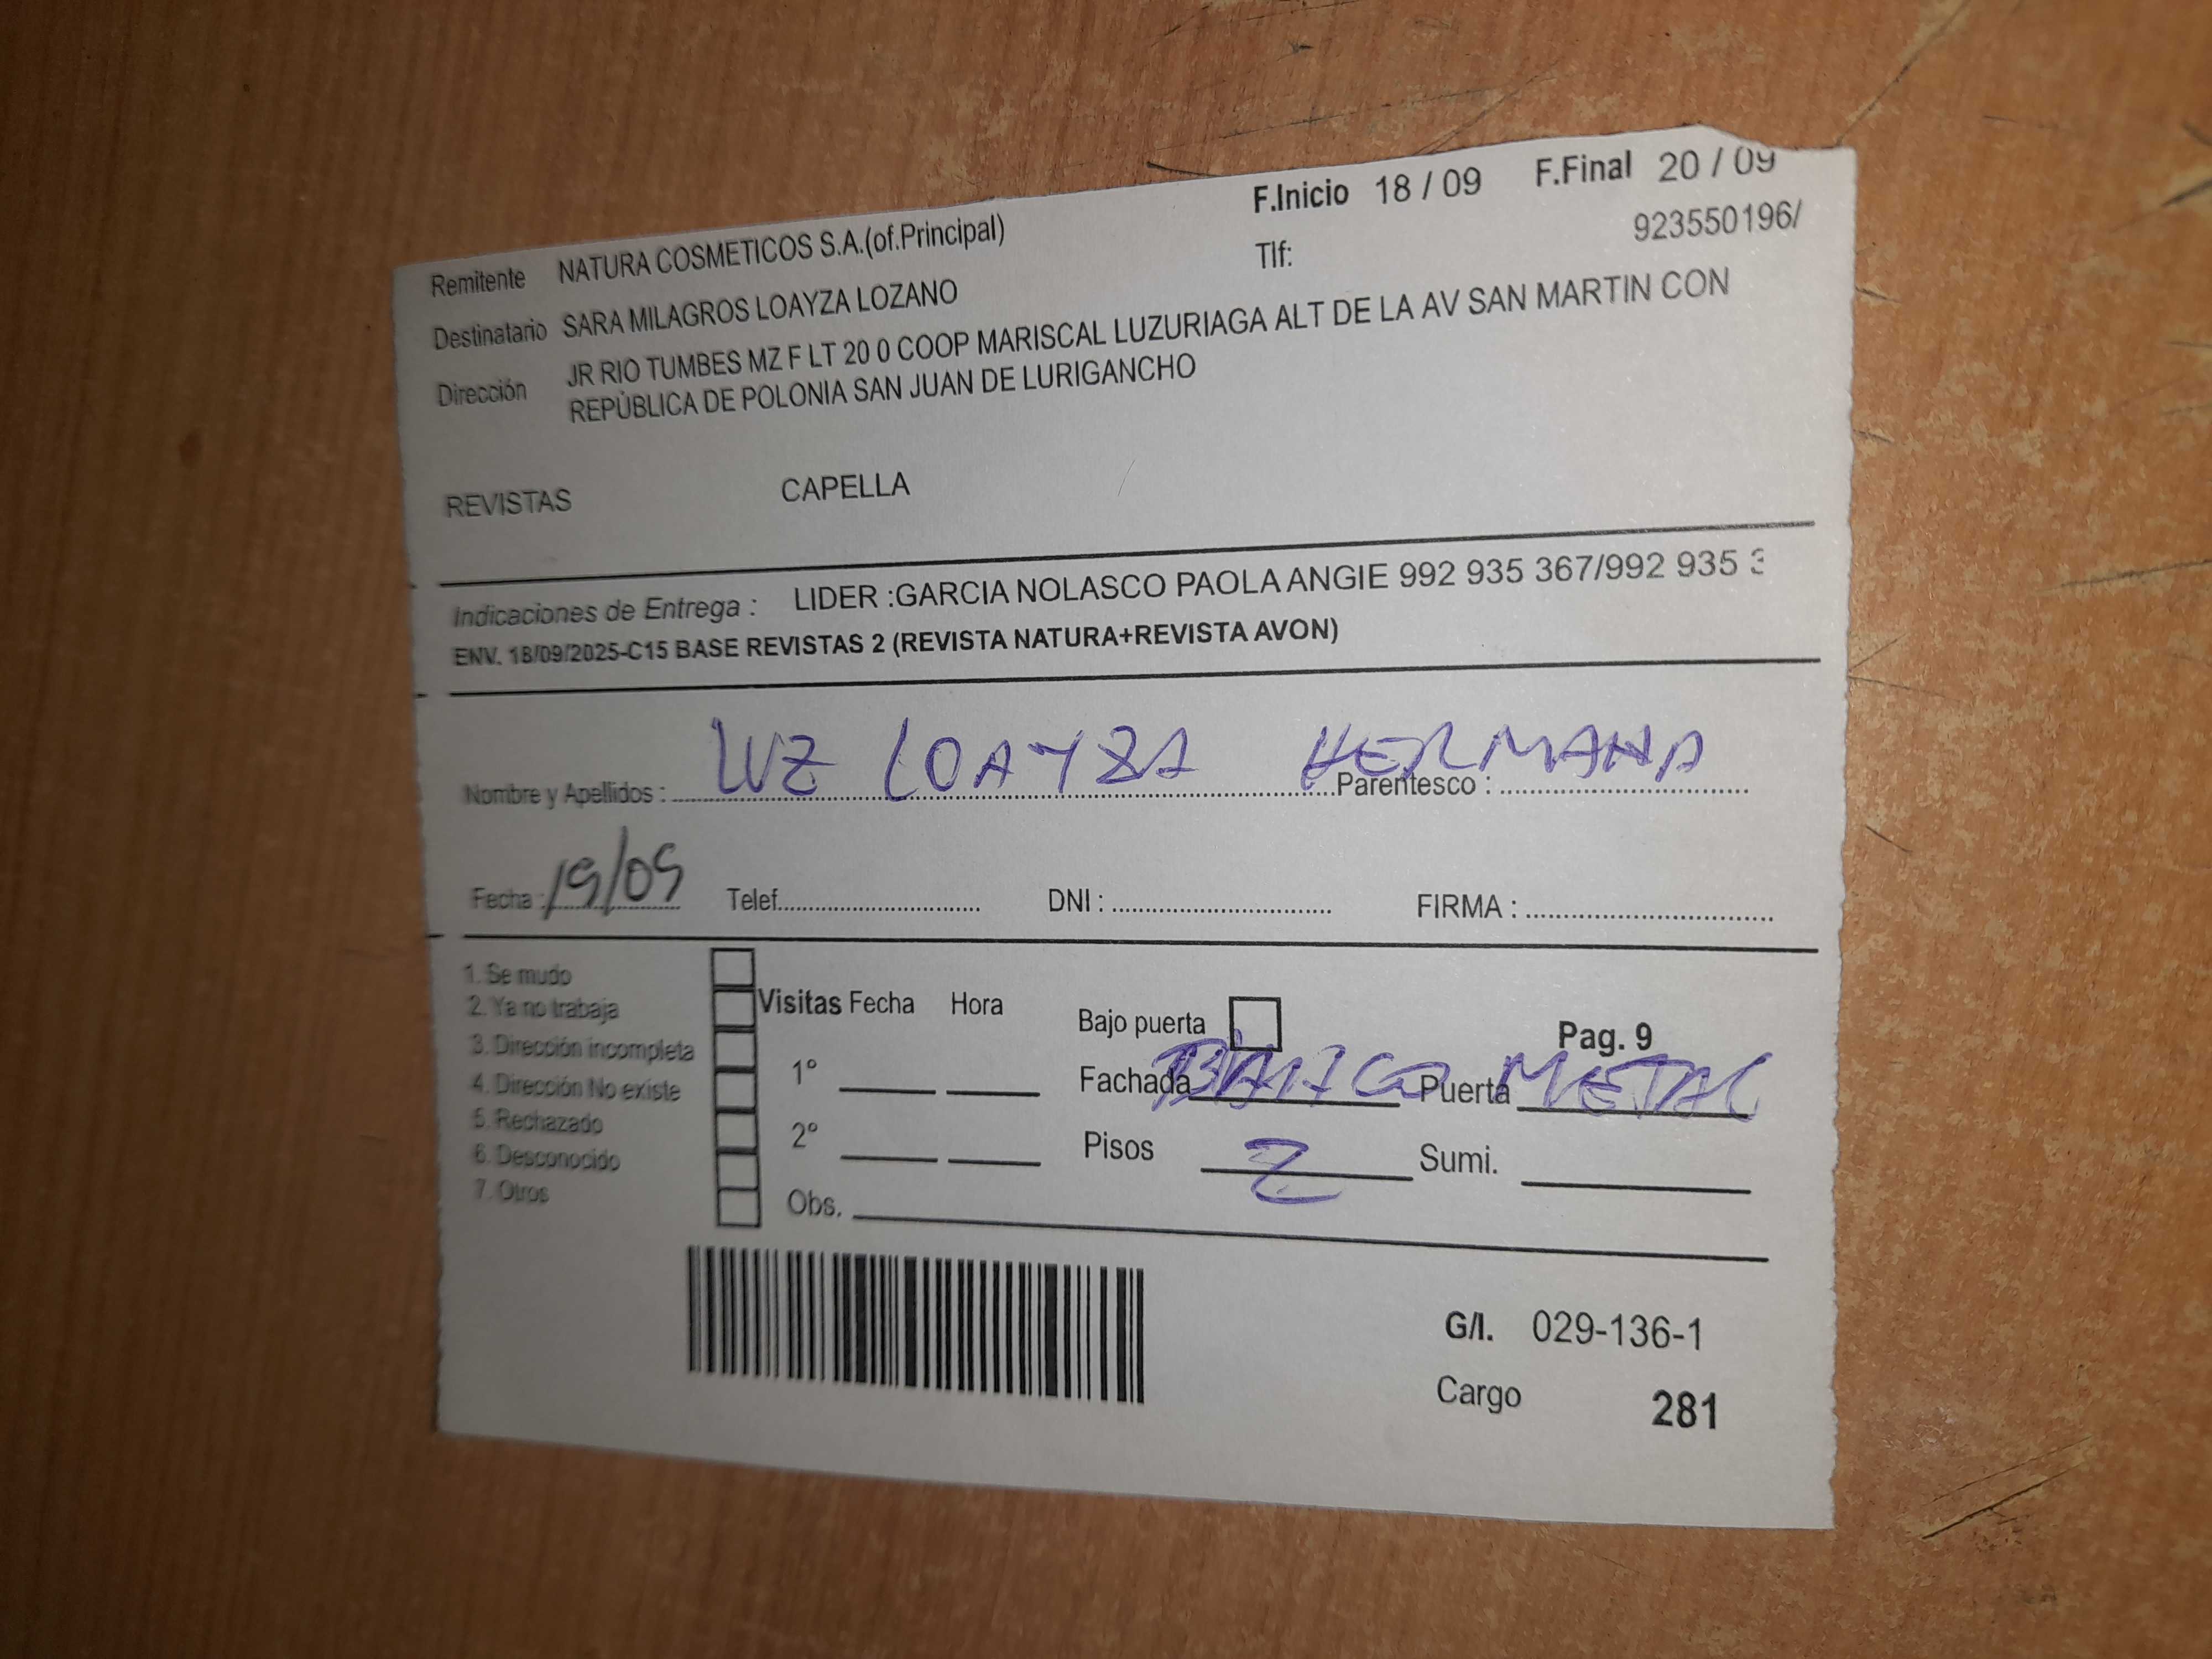 F.Inicio 18 / 09 F.Final 20 / 09
Remitente NATURA COSMETICOS S.A.(of.Principal) Tlf: 923550196/
Destinatario SARA MILAGROS LOAYZA LOZANO
Dirección JR RIO TUMBES MZ F LT 20 0 COOP MARISCAL LUZURIAGA ALT DE LA AV SAN MARTIN CON
REPÚBLICA DE POLONIA SAN JUAN DE LURIGANCHO
REVISTAS CAPELLA
Indicaciones de Entrega : LIDER :GARCIA NOLASCO PAOLA ANGIE 992 935 367/992 935 3
ENV. 18/09/2025-C15 BASE REVISTAS 2 (REVISTA NATURA+REVISTA AVON)
Nombre y Apellidos : LUZ LOAYZA Parentesco : HERMANA
Fecha : 19/09 Telef. DNI : FIRMA :
1. Se mudo
2. Ya no trabaja
3. Dirección incompleta
4. Dirección No existe
5. Rechazado
6. Desconocido
7. Otros
Visitas Fecha Hora
1°
2°
Obs.
Bajo puerta Pag. 9
Fachada Puerta METAL
Pisos 2 Sumi.
G/I. 029-136-1
Cargo 281